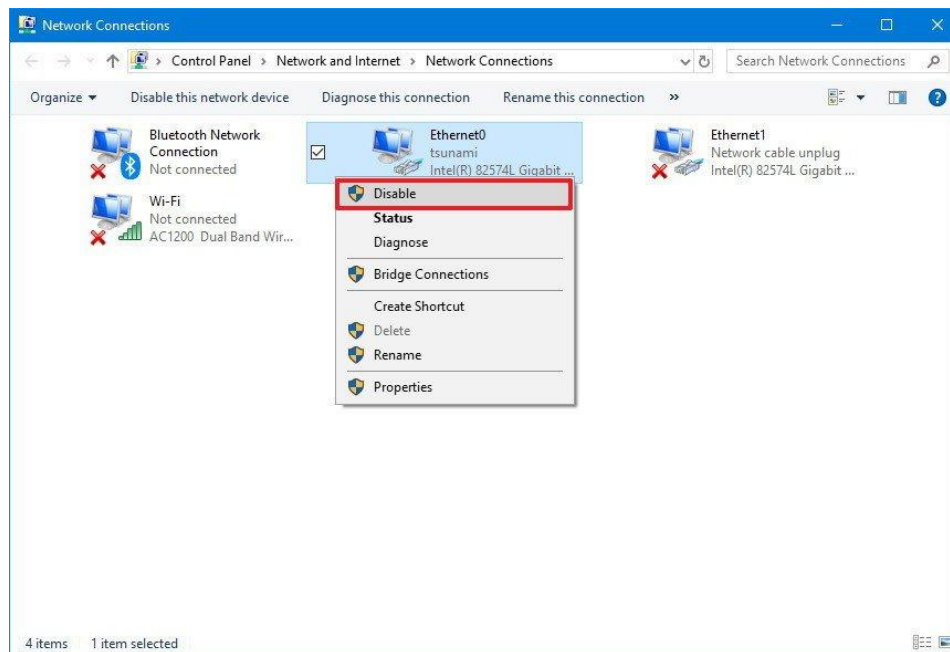 Network Connections
Control Panel > Network and Internet > Network Connections
Search Network Connections
Organize
Disable this network device
Diagnose this connection
Rename this connection
»
Bluetooth Network
Connection
Not connected
Ethernet0
tsunami
Intel(R) 82574L Gigabit ...
Ethernet1
Network cable unplug
Intel(R) 82574L Gigabit ...
Wi-Fi
Not connected
AC1200 Dual Band Wir...
Disable
Status
Diagnose
Bridge Connections
Create Shortcut
Delete
Rename
Properties
4 items
1 item selected